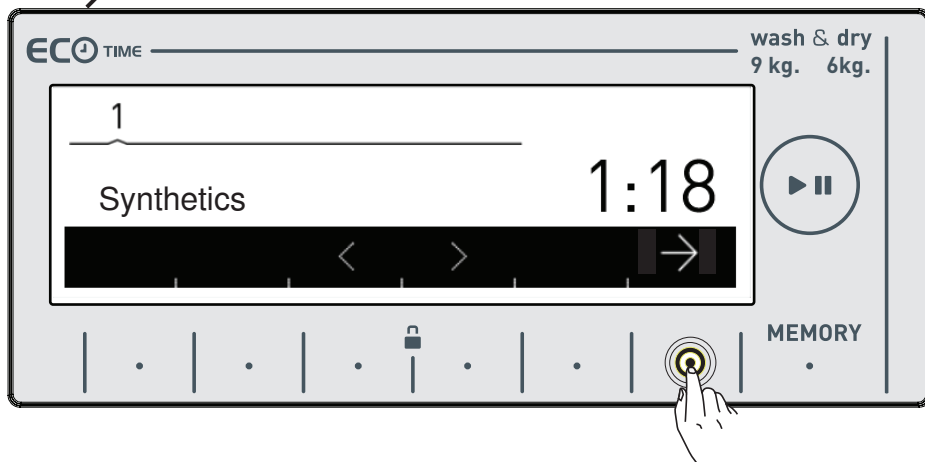 ECO TIME
wash & dry
9 kg. 6kg.
1
Synthetics
1:18
MEMORY